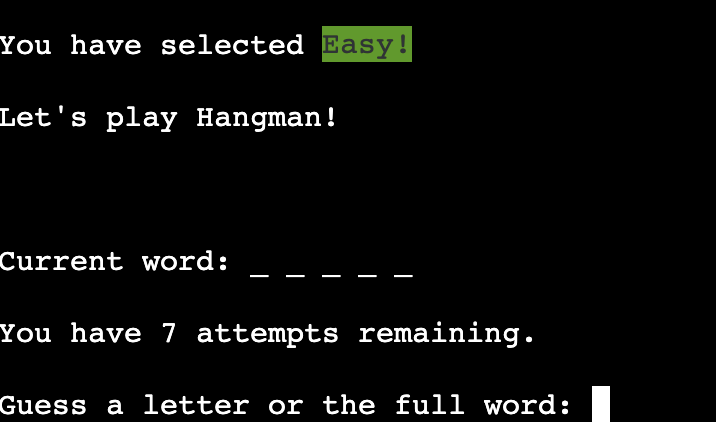 You have selected Easy!
Let's play Hangman!
Current word: _ _ _ _ _
You have 7 attempts remaining.
Guess a letter or the full word: